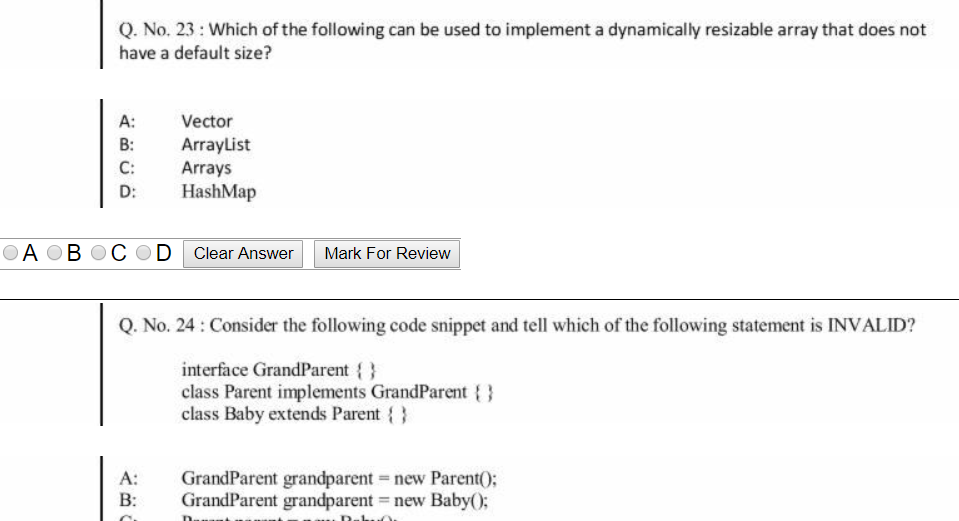 Q. No. 23 : Which of the following can be used to implement a dynamically resizable array that does not
have a default size?
A: Vector
B: ArrayList
C: Arrays
D: HashMap
A B C D Clear Answer Mark For Review
Q. No. 24 : Consider the following code snippet and tell which of the following statement is INVALID?
interface GrandParent { }
class Parent implements GrandParent { }
class Baby extends Parent { }
A: GrandParent grandparent = new Parent();
B: GrandParent grandparent = new Baby();